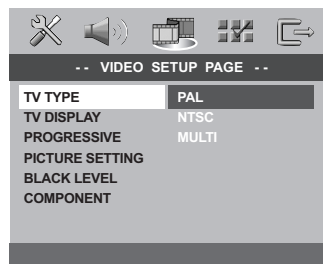 -- VIDEO SETUP PAGE --
TV TYPE PAL
TV DISPLAY NTSC
PROGRESSIVE MULTI
PICTURE SETTING
BLACK LEVEL
COMPONENT